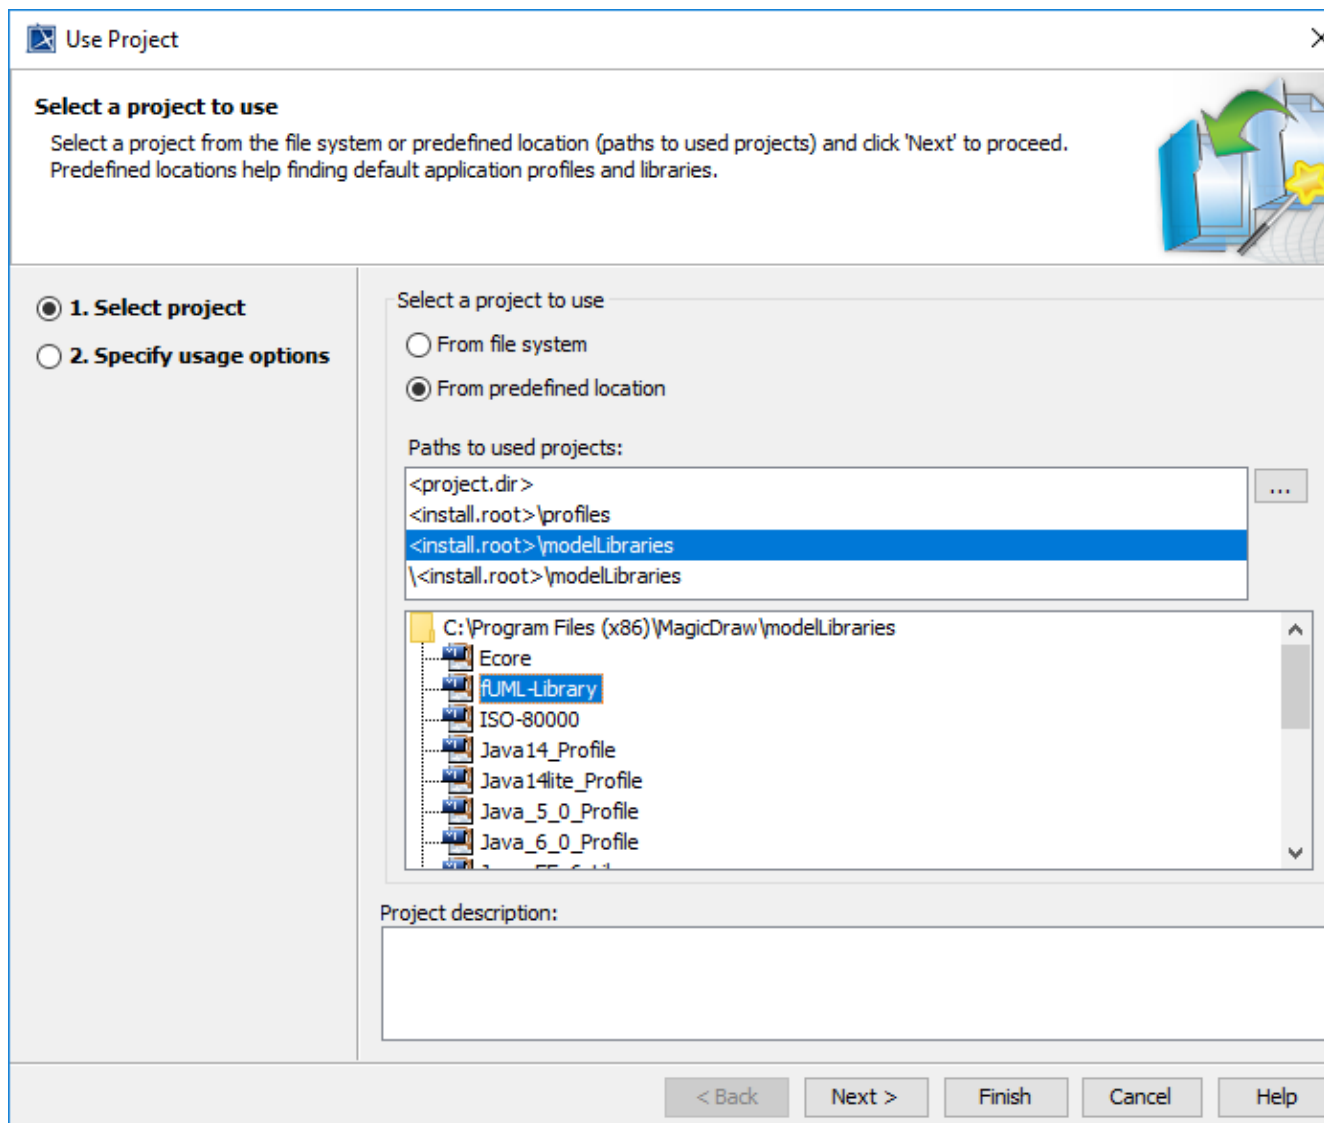 Use Project
Select a project to use
Select a project from the file system or predefined location (paths to used projects) and click 'Next' to proceed.
Predefined locations help finding default application profiles and libraries.
1. Select project
2. Specify usage options
Select a project to use
From file system
From predefined location
Paths to used projects:
<project.dir>
...
<install.root>\profiles
<install.root>\modelLibraries
\<install.root>\modelLibraries
C:\Program Files (x86)\MagicDraw\modelLibraries
Ecore
fUML-Library
ISO-80000
Java14_Profile
Java14lite_Profile
Java_5_0_Profile
Java_6_0_Profile
Project description:
< Back
Next >
Finish
Cancel
Help